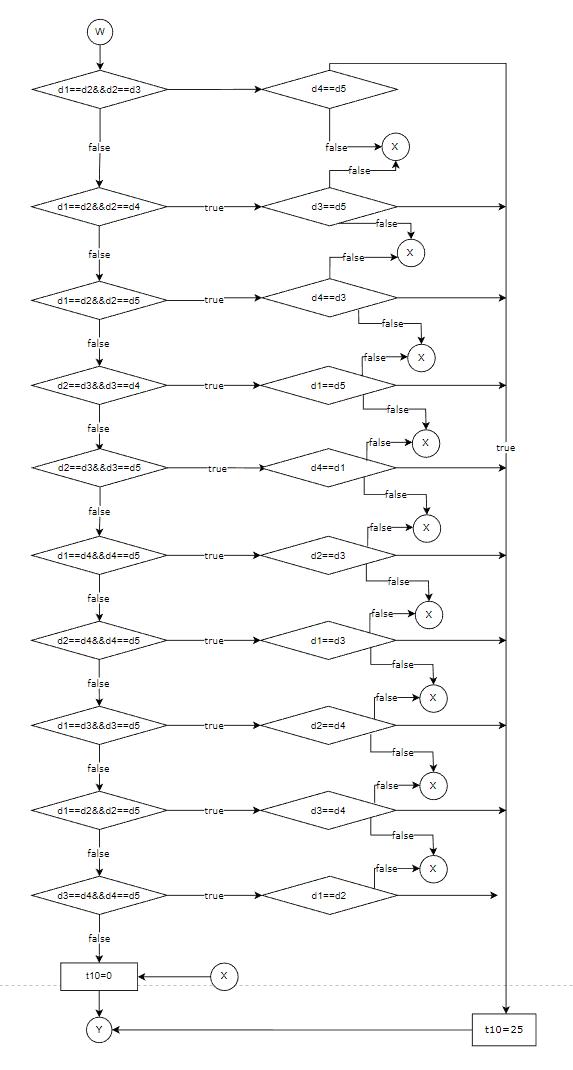 W
d1==d2&&d2==d3
d4==d5
false
false
X
false
d1==d2&&d2==d4
true
d3==d5
false
X
false
false
d1==d2&&d2==d5
true
d4==d3
false
false
X
false
d2==d3&&d3==d4
true
d1==d5
false
false
X
false
true
d2==d3&&d3==d5
true
d4==d1
false
false
X
false
d1==d4&&d4==d5
true
d2==d3
false
false
X
false
d2==d4&&d4==d5
true
d1==d3
false
false
X
false
d1==d3&&d3==d5
true
d2==d4
false
false
X
false
d1==d2&&d2==d5
true
d3==d4
false
false
X
false
d3==d4&&d4==d5
true
d1==d2
false
t10=0
X
Y
t10=25